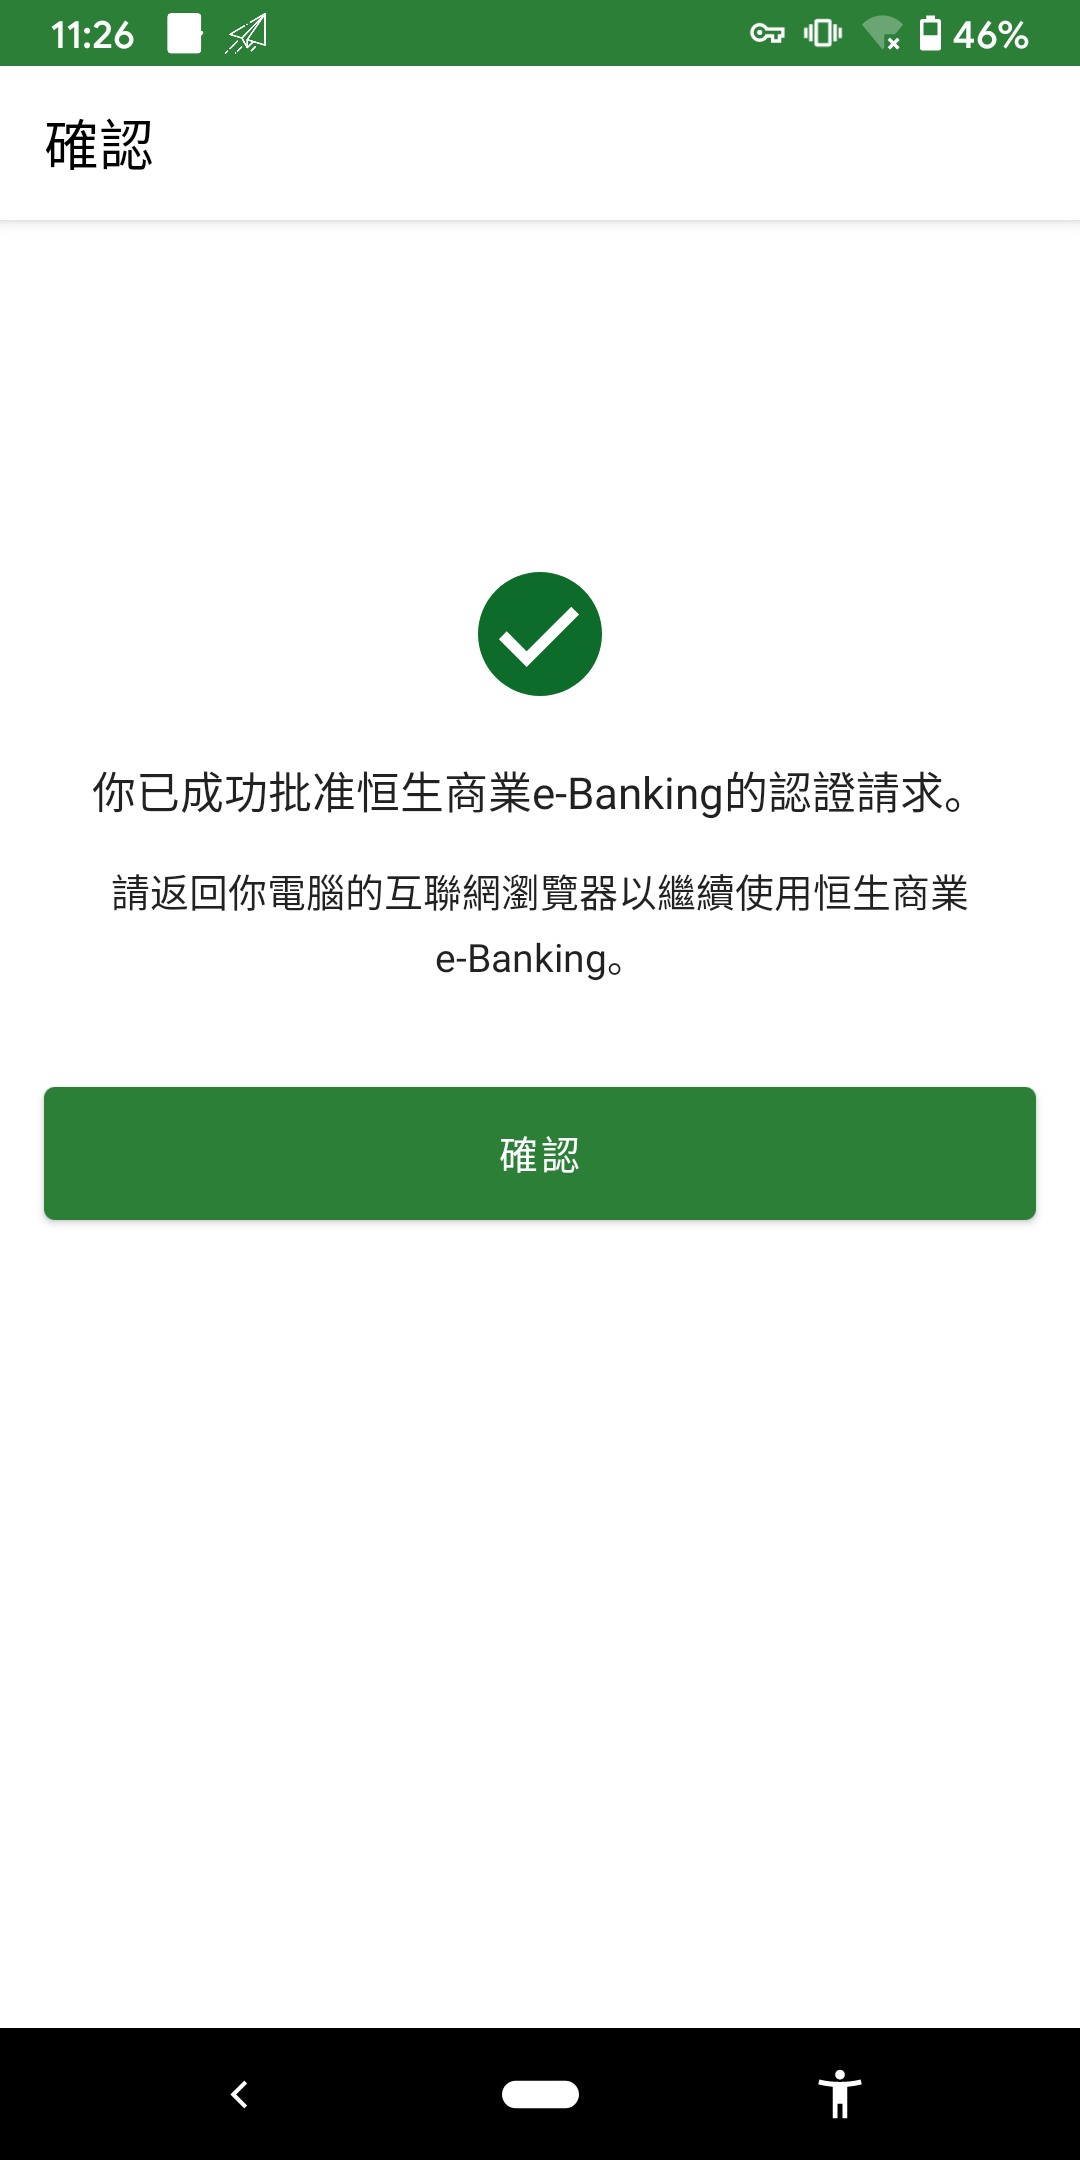 11:26
46%
確認
你已成功批准恒生商業e-Banking的認證請求。
請返回你電腦的互聯網瀏覽器以繼續使用恒生商業
e-Banking。
確認